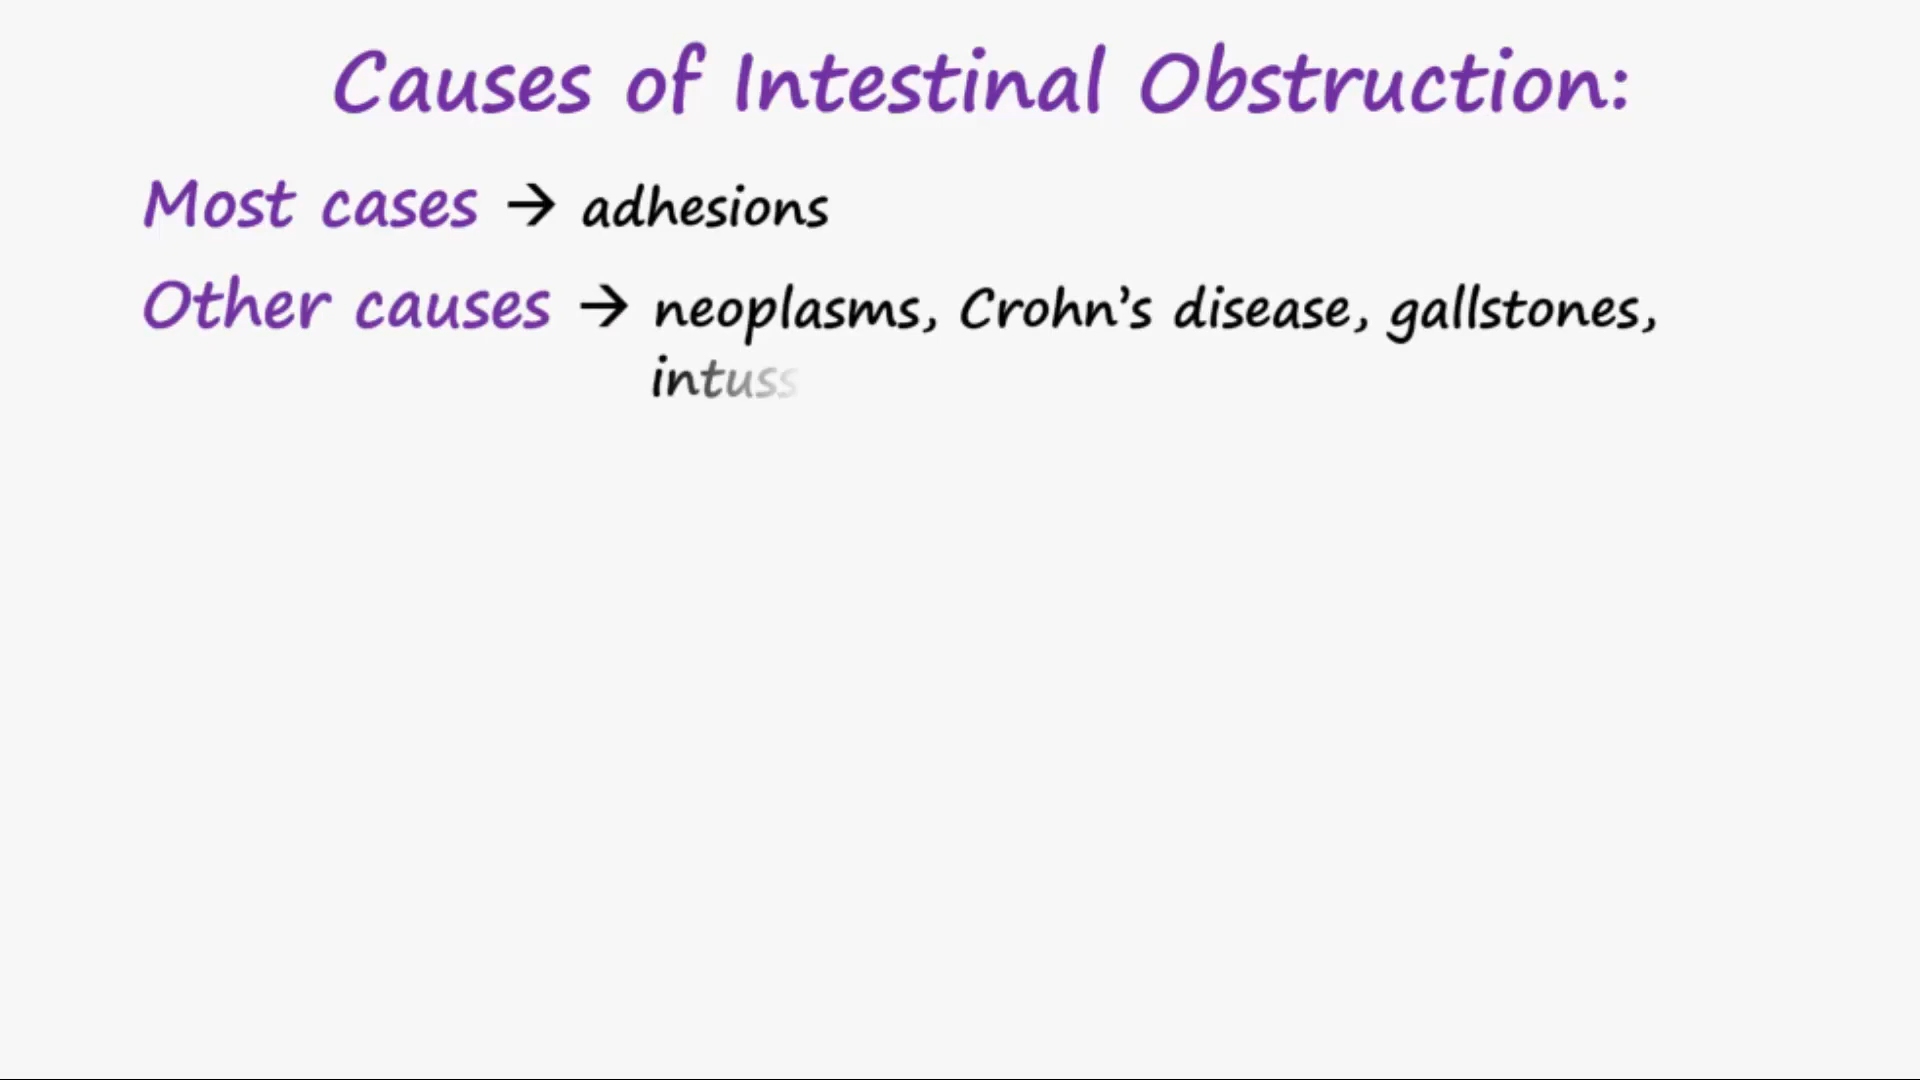 Causes of Intestinal Obstruction:
Most cases → adhesions
Other causes → neoplasms, Crohn’s disease, gallstones,
intuss